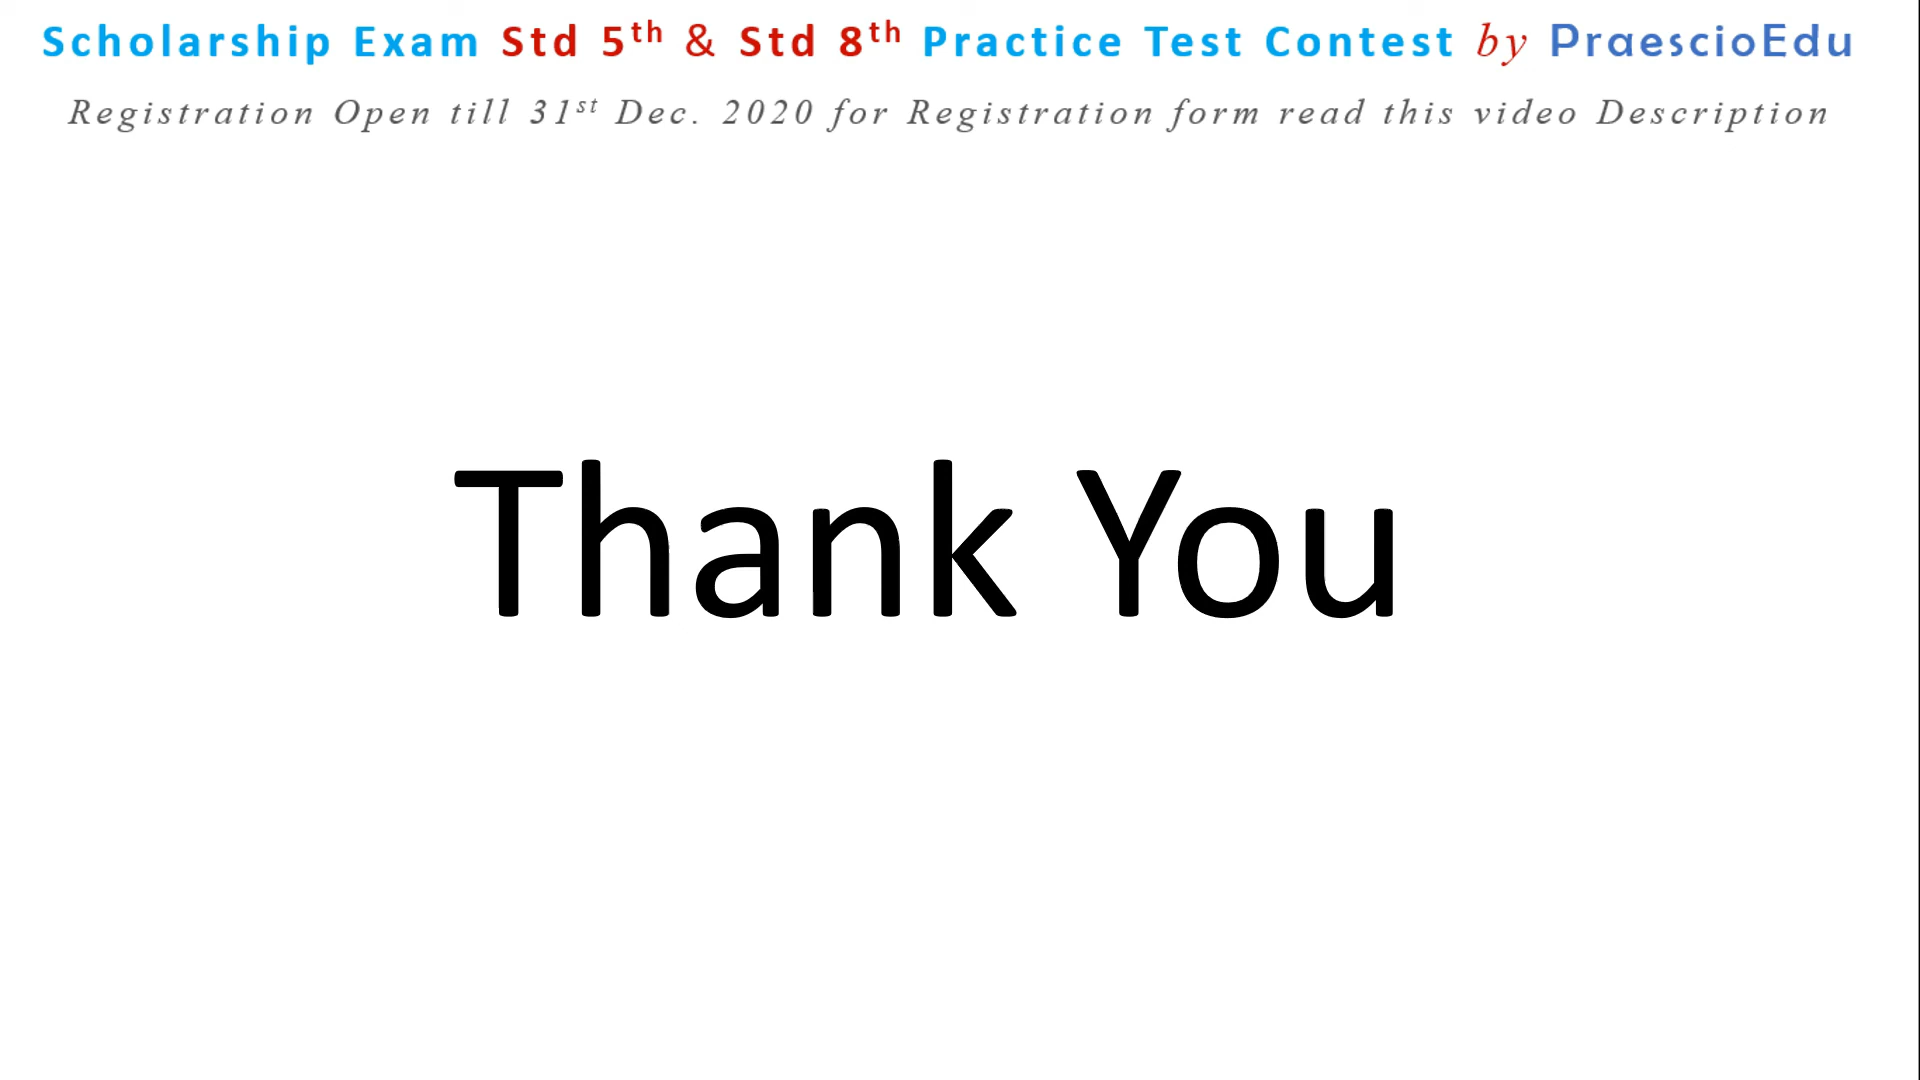 Scholarship Exam Std 5th & Std 8th Practice Test Contest by PraescioEdu
Registration Open till 31st Dec. 2020 for Registration form read this video Description
Thank You